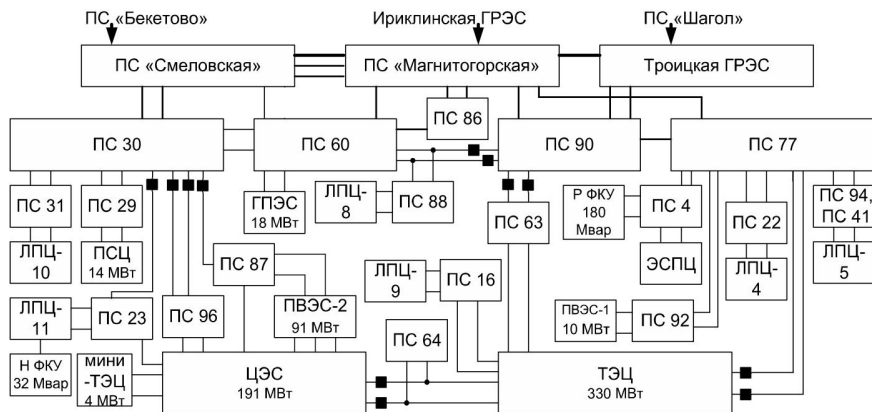 ПС «Бекетово»
Ириклинская ГРЭС
ПС «Шагол»
ПС «Смеловская»
ПС «Магнитогорская»
Троицкая ГРЭС
ПС 86
ПС 30
ПС 60
ПС 90
ПС 77
ПС 31
ПС 29
ГПЭС
18 МВт
ЛПЦ-
8
ПС 88
ПС 63
Р ФКУ
180
Мвар
ПС 4
ПС 22
ПС 94,
ПС 41
ЛПЦ-
10
ПСЦ
14 МВт
ПС 87
ЛПЦ-
9
ПС 16
ЭСПЦ
ЛПЦ-
4
ЛПЦ-
5
ЛПЦ-
11
ПС 23
ПС 96
ПВЭС-2
91 МВт
ПС 64
ПВЭС-1
10 МВт
ПС 92
Н ФКУ
32 Мвар
мини
-ТЭЦ
4 МВт
ЦЭС
191 МВт
ТЭЦ
330 МВт